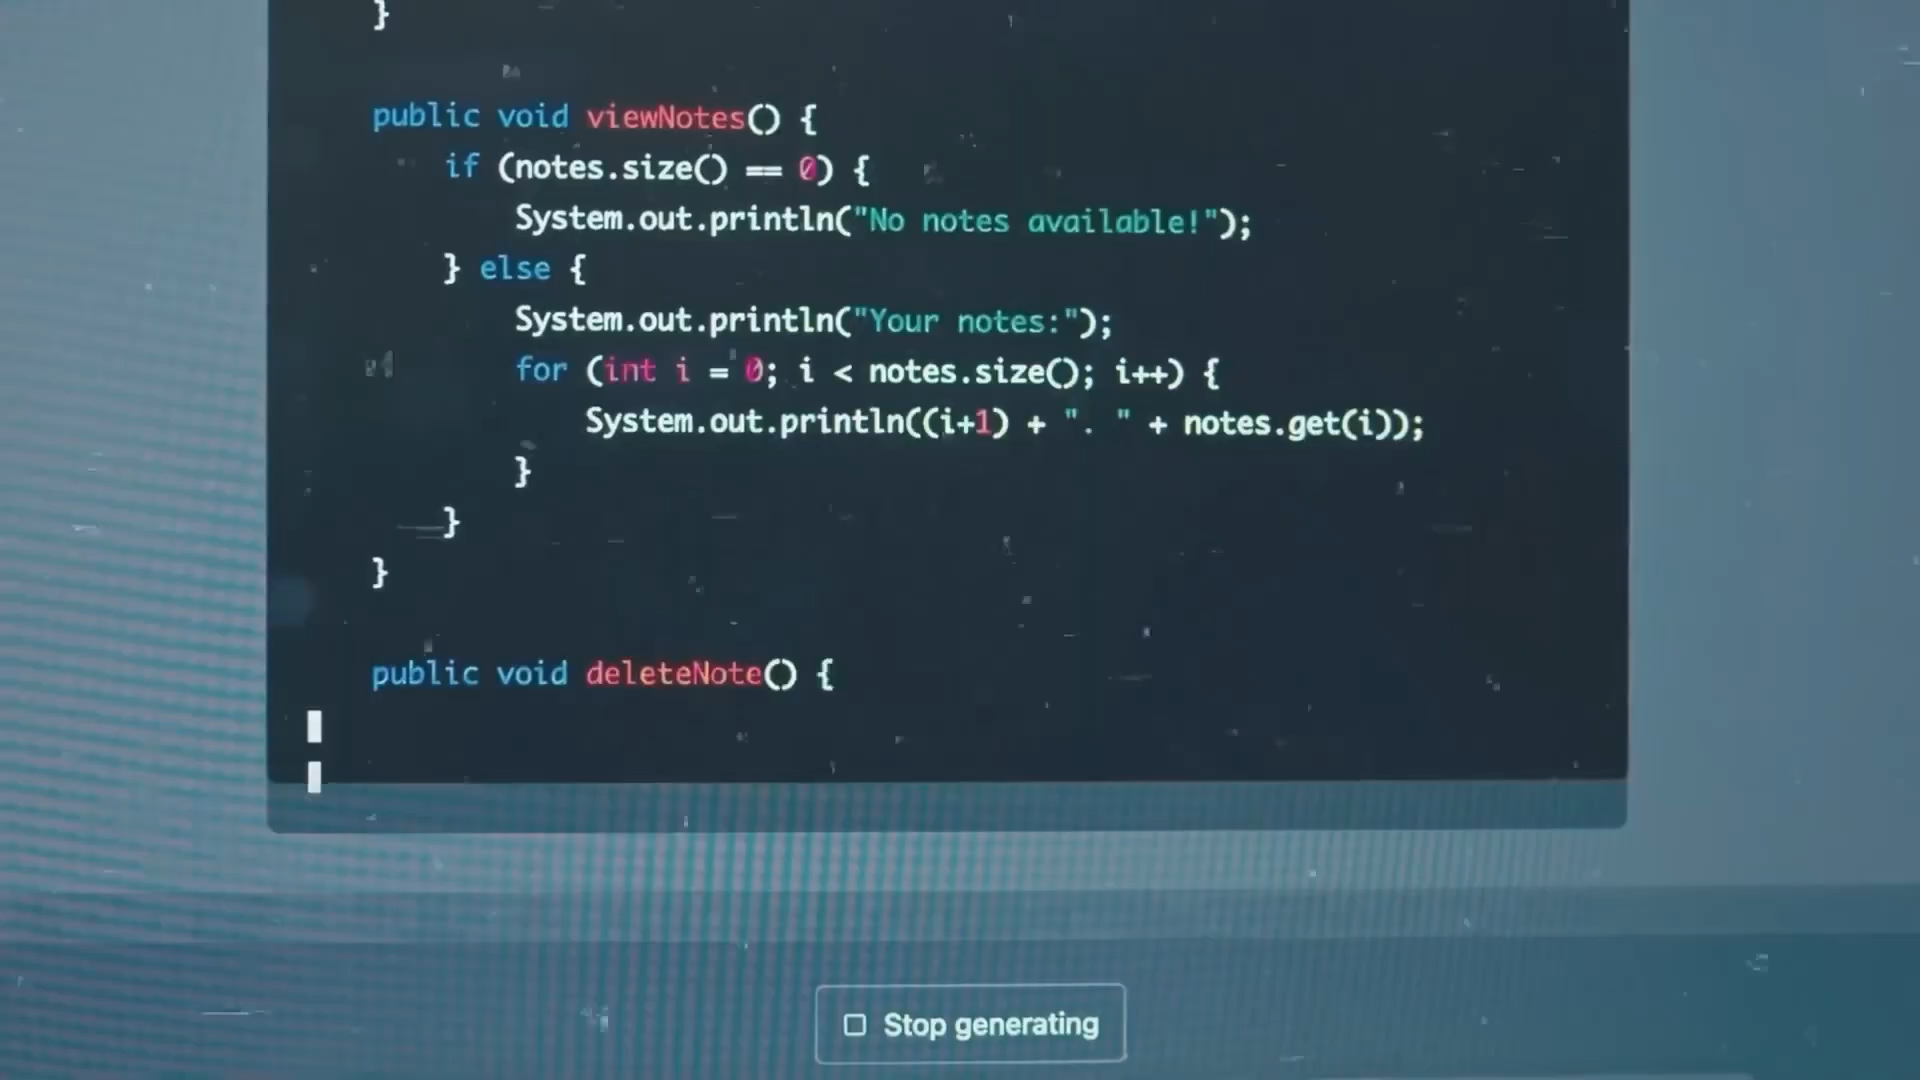 }
public void viewNotes() {
if (notes.size() == 0) {
System.out.println("No notes available!");
} else {
System.out.println("Your notes:");
for (int i = 0; i < notes.size(); i++) {
System.out.println((i+1) + ". " + notes.get(i));
}
}
}
public void deleteNote() {
Stop generating